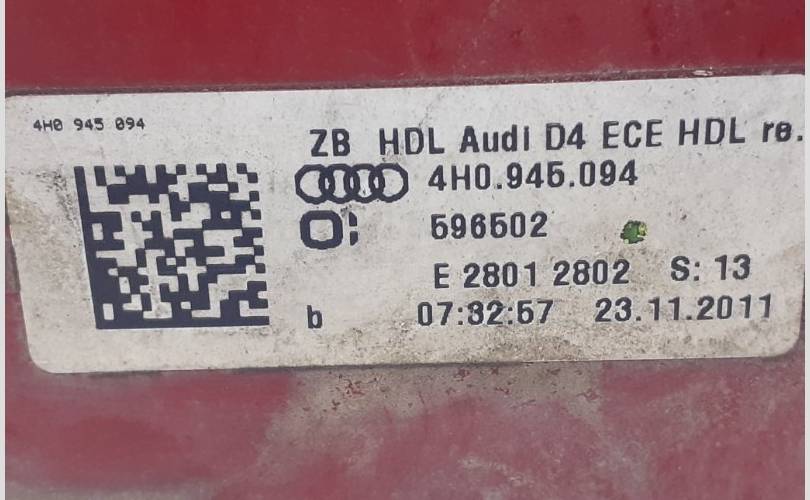 4H0 945 094
ZB HDL Audi D4 ECE HDL re.
4H0.945.094
596502
E 2801 2802 S: 13
b 07:32:57 23.11.2011